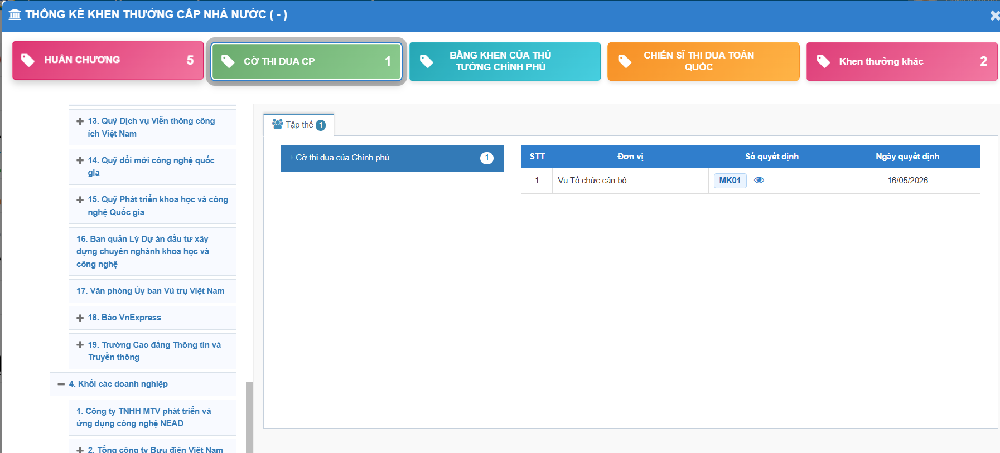 THỐNG KÊ KHEN THƯỞNG CẤP NHÀ NƯỚC ( - )
HUÂN CHƯƠNG 5
CỜ THI ĐUA CP 1
BẰNG KHEN CỦA THỦ
TƯỚNG CHÍNH PHỦ
CHIẾN SĨ THI ĐUA TOÀN
QUỐC
Khen thưởng khác 2
13. Quỹ Dịch vụ Viễn thông công
ích Việt Nam
14. Quỹ đổi mới công nghệ quốc
gia
15. Quỹ Phát triển khoa học và công
nghệ Quốc gia
16. Ban quản Lý Dự án đầu tư xây
dựng chuyên nghành khoa học và
công nghệ
17. Văn phòng Ủy ban Vũ trụ Việt Nam
18. Báo VnExpress
19. Trường Cao đẳng Thông tin và
Truyền thông
4. Khối các doanh nghiệp
1. Công ty TNHH MTV phát triển và
ứng dụng công nghệ NEAD
2. Tổng công ty Bưu điện Việt Nam
Tập thể 1
Cờ thi đua của Chính phủ 1
STT Đơn vị Số quyết định Ngày quyết định
1 Vụ Tổ chức cán bộ MK01 16/05/2026